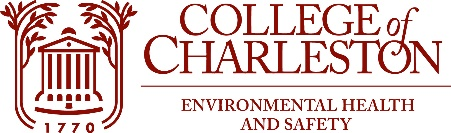 COLLEGE of
CHARLESTON
ENVIRONMENTAL HEALTH
AND SAFETY
1770